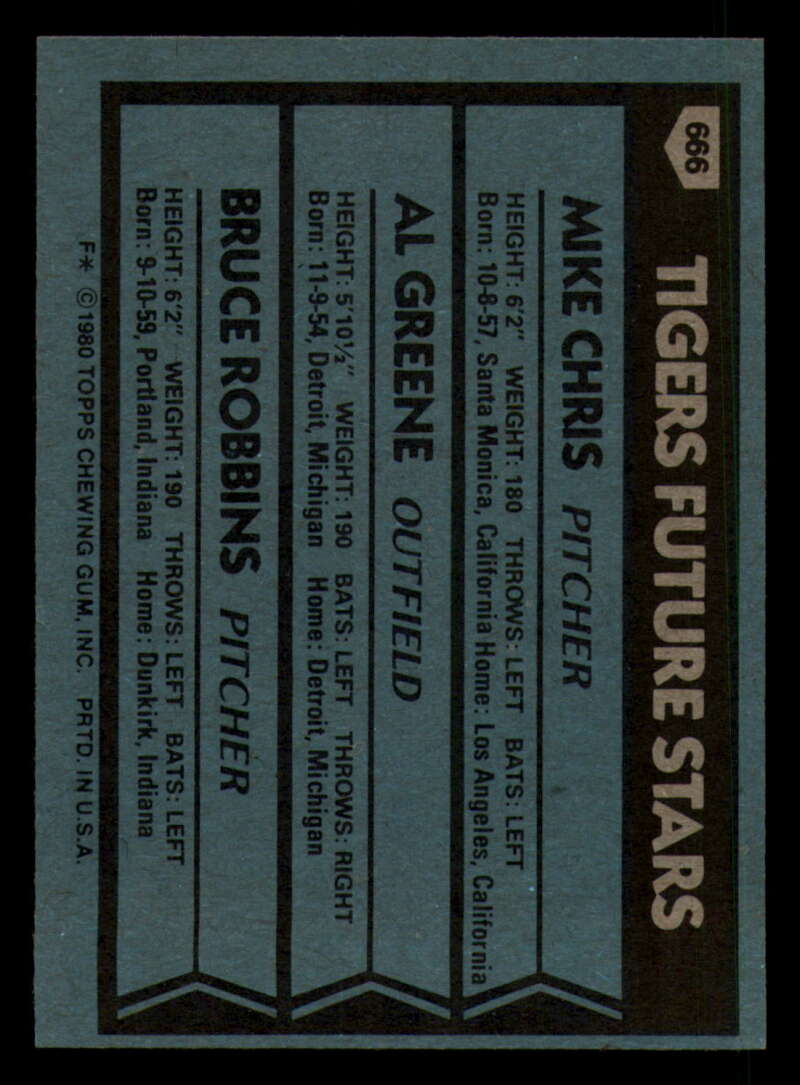 666
TIGERS FUTURE STARS
MIKE CHRIS PITCHER
HEIGHT: 6'2" WEIGHT: 180 THROWS: LEFT BATS: LEFT
Born: 10-8-57, Santa Monica, California Home: Los Angeles, California
AL GREENE OUTFIELD
HEIGHT: 5'10½" WEIGHT: 190 BATS: LEFT THROWS: RIGHT
Born: 11-9-54, Detroit, Michigan Home: Detroit, Michigan
BRUCE ROBBINS PITCHER
HEIGHT: 6'2" WEIGHT: 190 THROWS: LEFT BATS: LEFT
Born: 9-10-59, Portland, Indiana Home: Dunkirk, Indiana
F* © 1980 TOPPS CHEWING GUM, INC. PRTD. IN U.S.A.